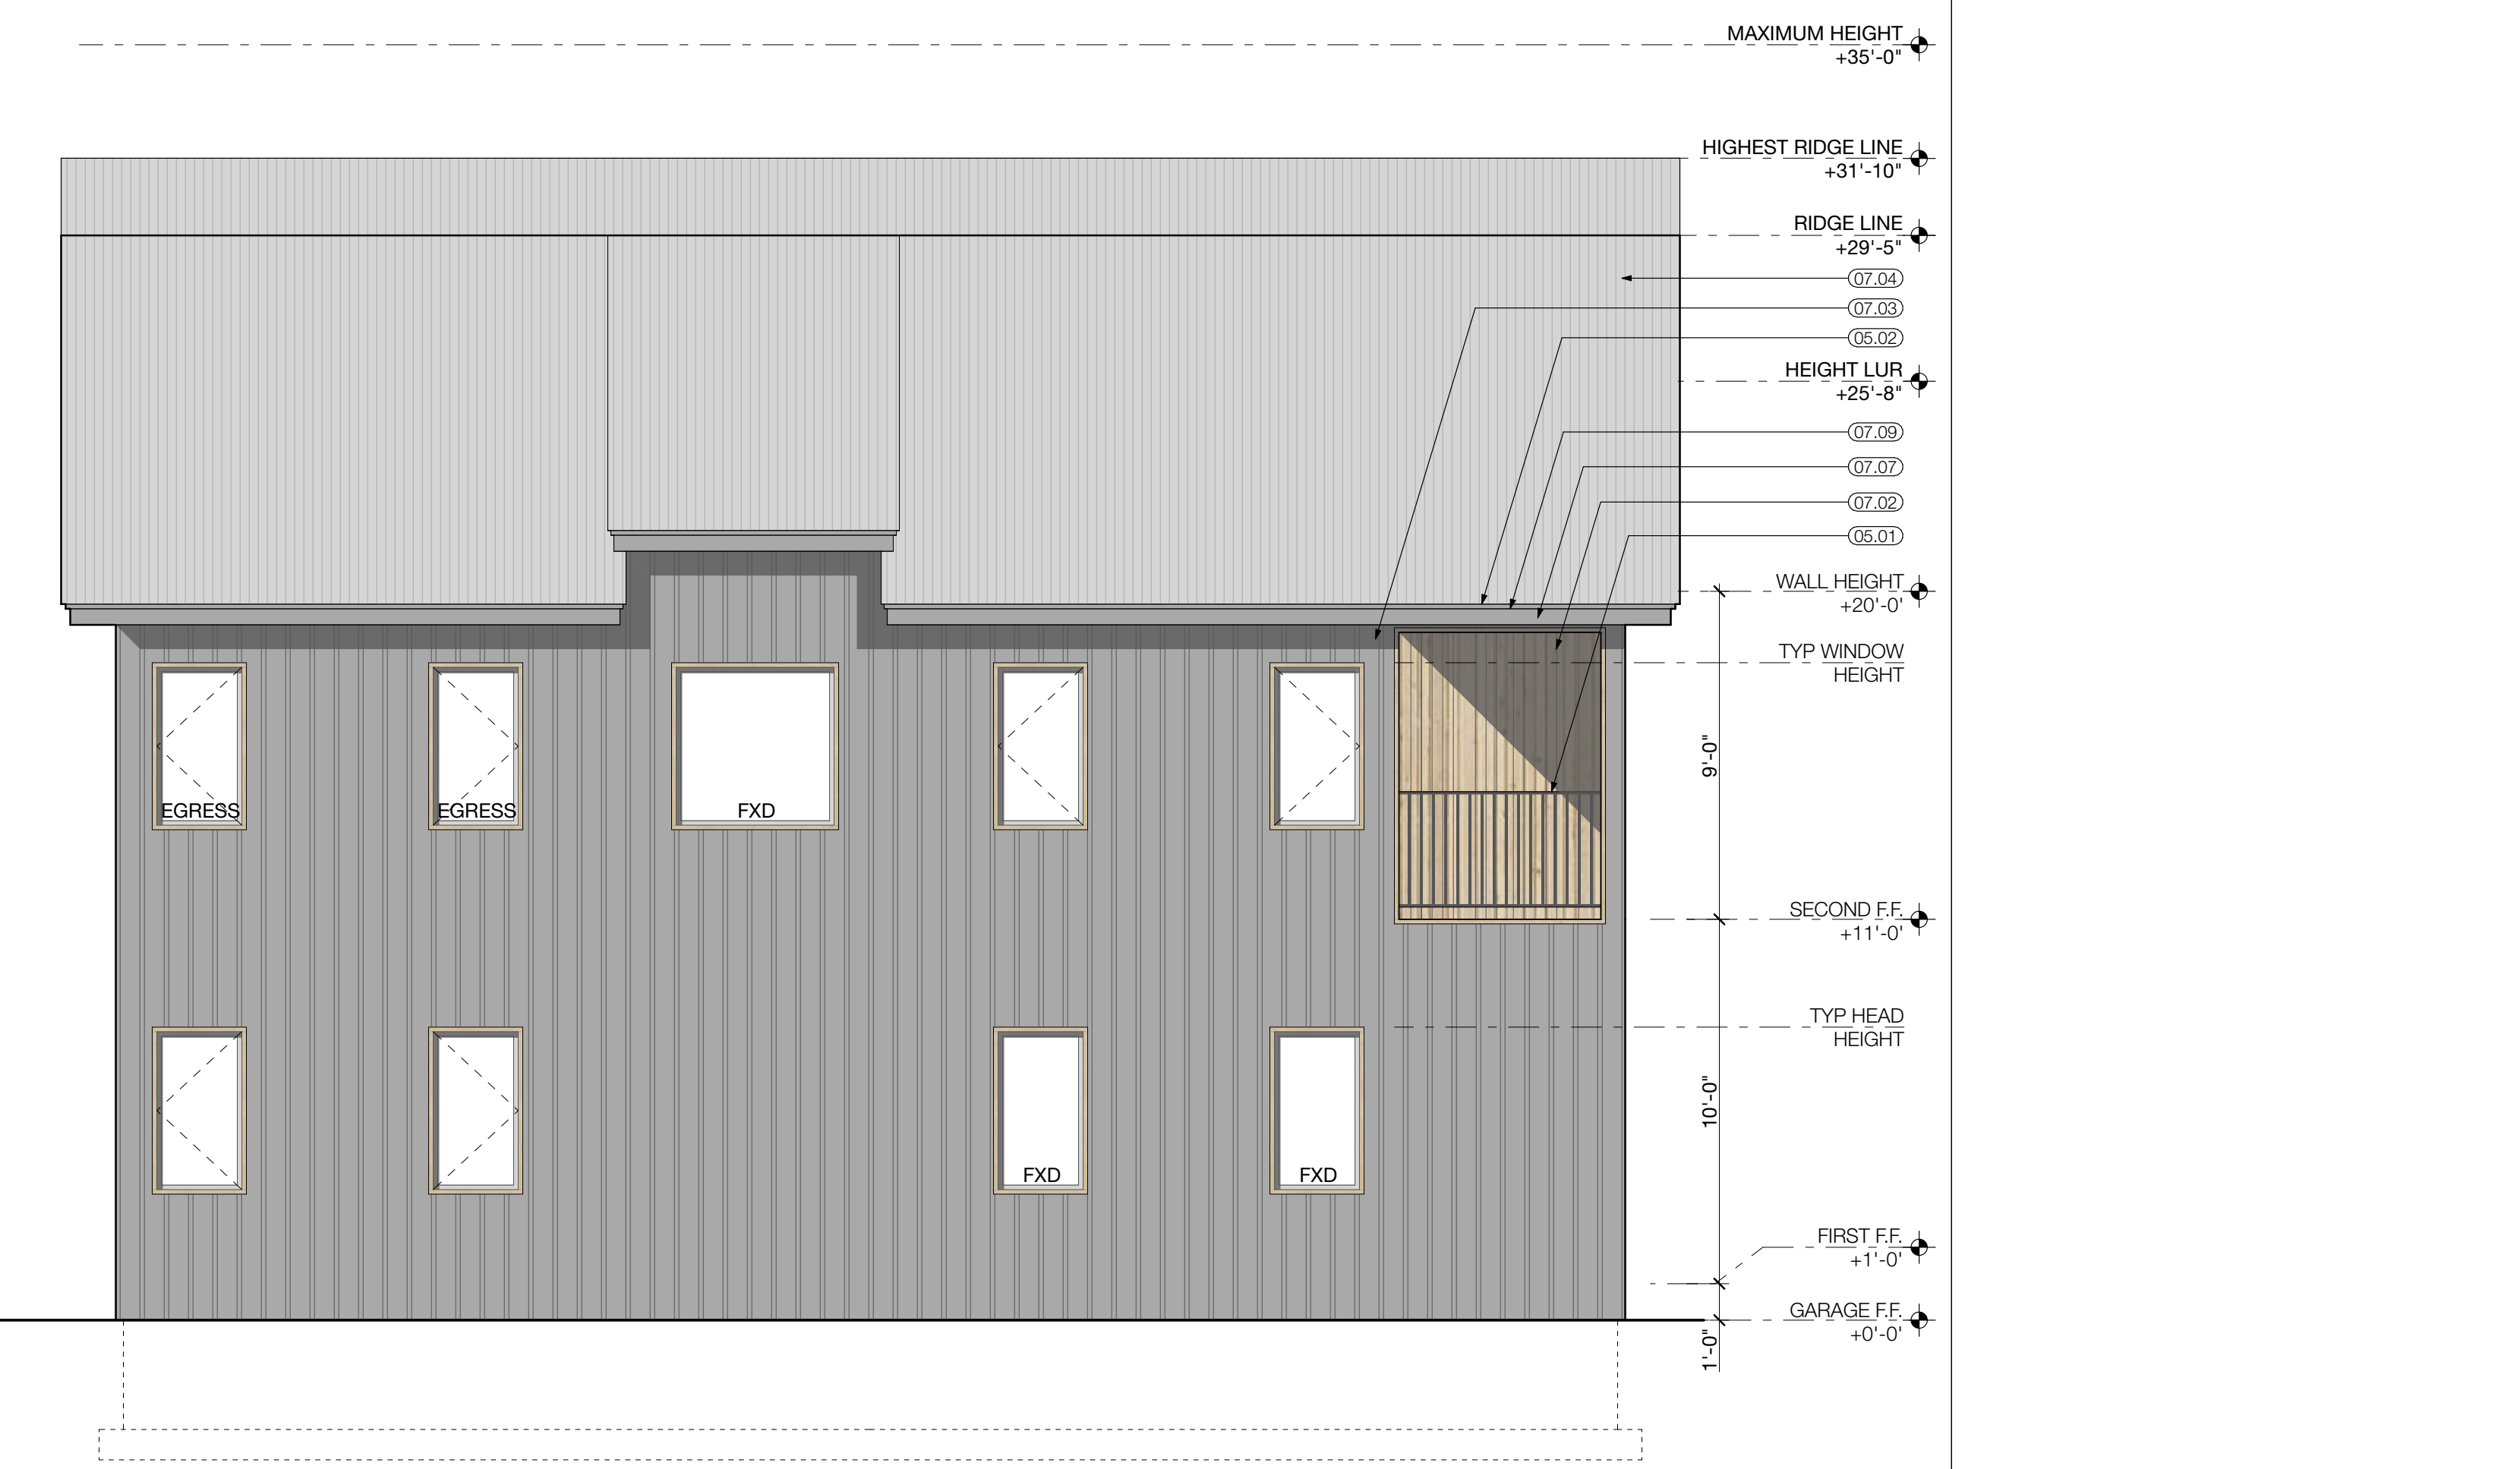 MAXIMUM HEIGHT
+35'-0"
HIGHEST RIDGE LINE
+31'-10"
RIDGE LINE
+29'-5"
07.04
07.03
05.02
HEIGHT LUR
+25'-8"
07.09
07.07
07.02
05.01
WALL HEIGHT
+20'-0'
TYP WINDOW
HEIGHT
9'-0"
EGRESS EGRESS FXD
SECOND F.F.
+11'-0'
TYP HEAD
HEIGHT
10'-0"
FXD FXD
FIRST F.F.
+1'-0'
GARAGE F.F.
+0'-0'
1'-0"